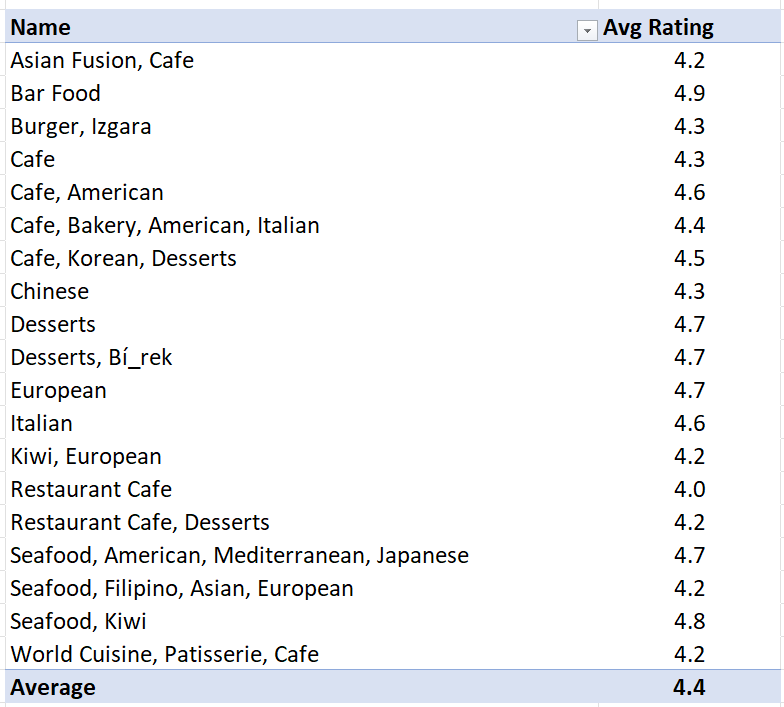 Name Avg Rating
Asian Fusion, Cafe 4.2
Bar Food 4.9
Burger, Izgara 4.3
Cafe 4.3
Cafe, American 4.6
Cafe, Bakery, American, Italian 4.4
Cafe, Korean, Desserts 4.5
Chinese 4.3
Desserts 4.7
Desserts, Bí_rek 4.7
European 4.7
Italian 4.6
Kiwi, European 4.2
Restaurant Cafe 4.0
Restaurant Cafe, Desserts 4.2
Seafood, American, Mediterranean, Japanese 4.7
Seafood, Filipino, Asian, European 4.2
Seafood, Kiwi 4.8
World Cuisine, Patisserie, Cafe 4.2
Average 4.4